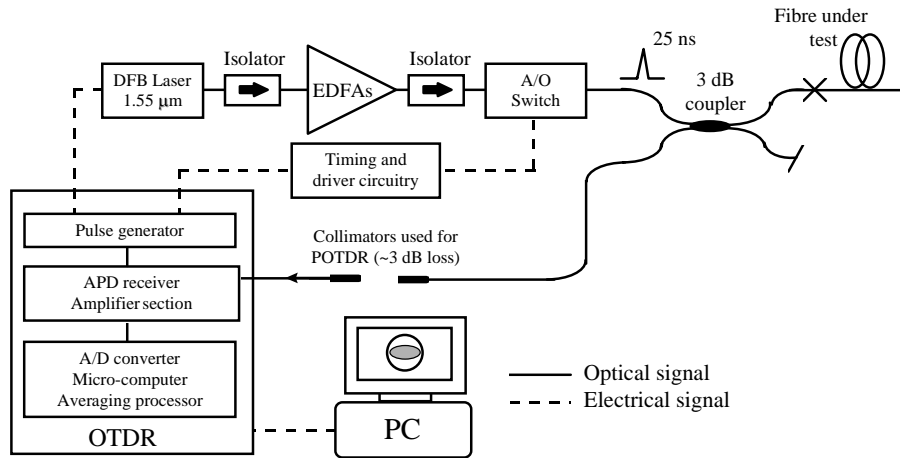 Fibre under
test
25 ns
Isolator
Isolator
DFB Laser
1.55 µm
EDFAs
A/O
Switch
3 dB
coupler
Timing and
driver circuitry
Pulse generator
Collimators used for
POTDR (~3 dB loss)
APD receiver
Amplifier section
A/D converter
Micro-computer
Averaging processor
OTDR
PC
Optical signal
Electrical signal